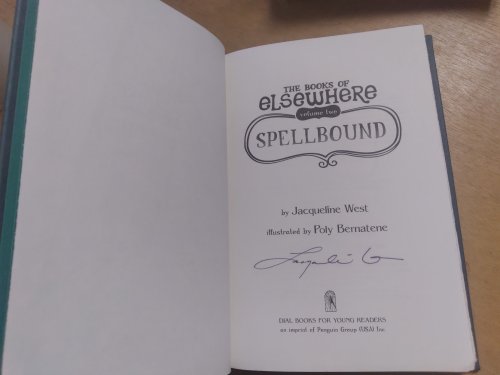 THE BOOKS OF
elsewhere
volume two
SPELLBOUND
by Jacqueline West
illustrated by Poly Bernatene
Jacqueline W
DIAL BOOKS FOR YOUNG READERS
an imprint of Penguin Group (USA) Inc.